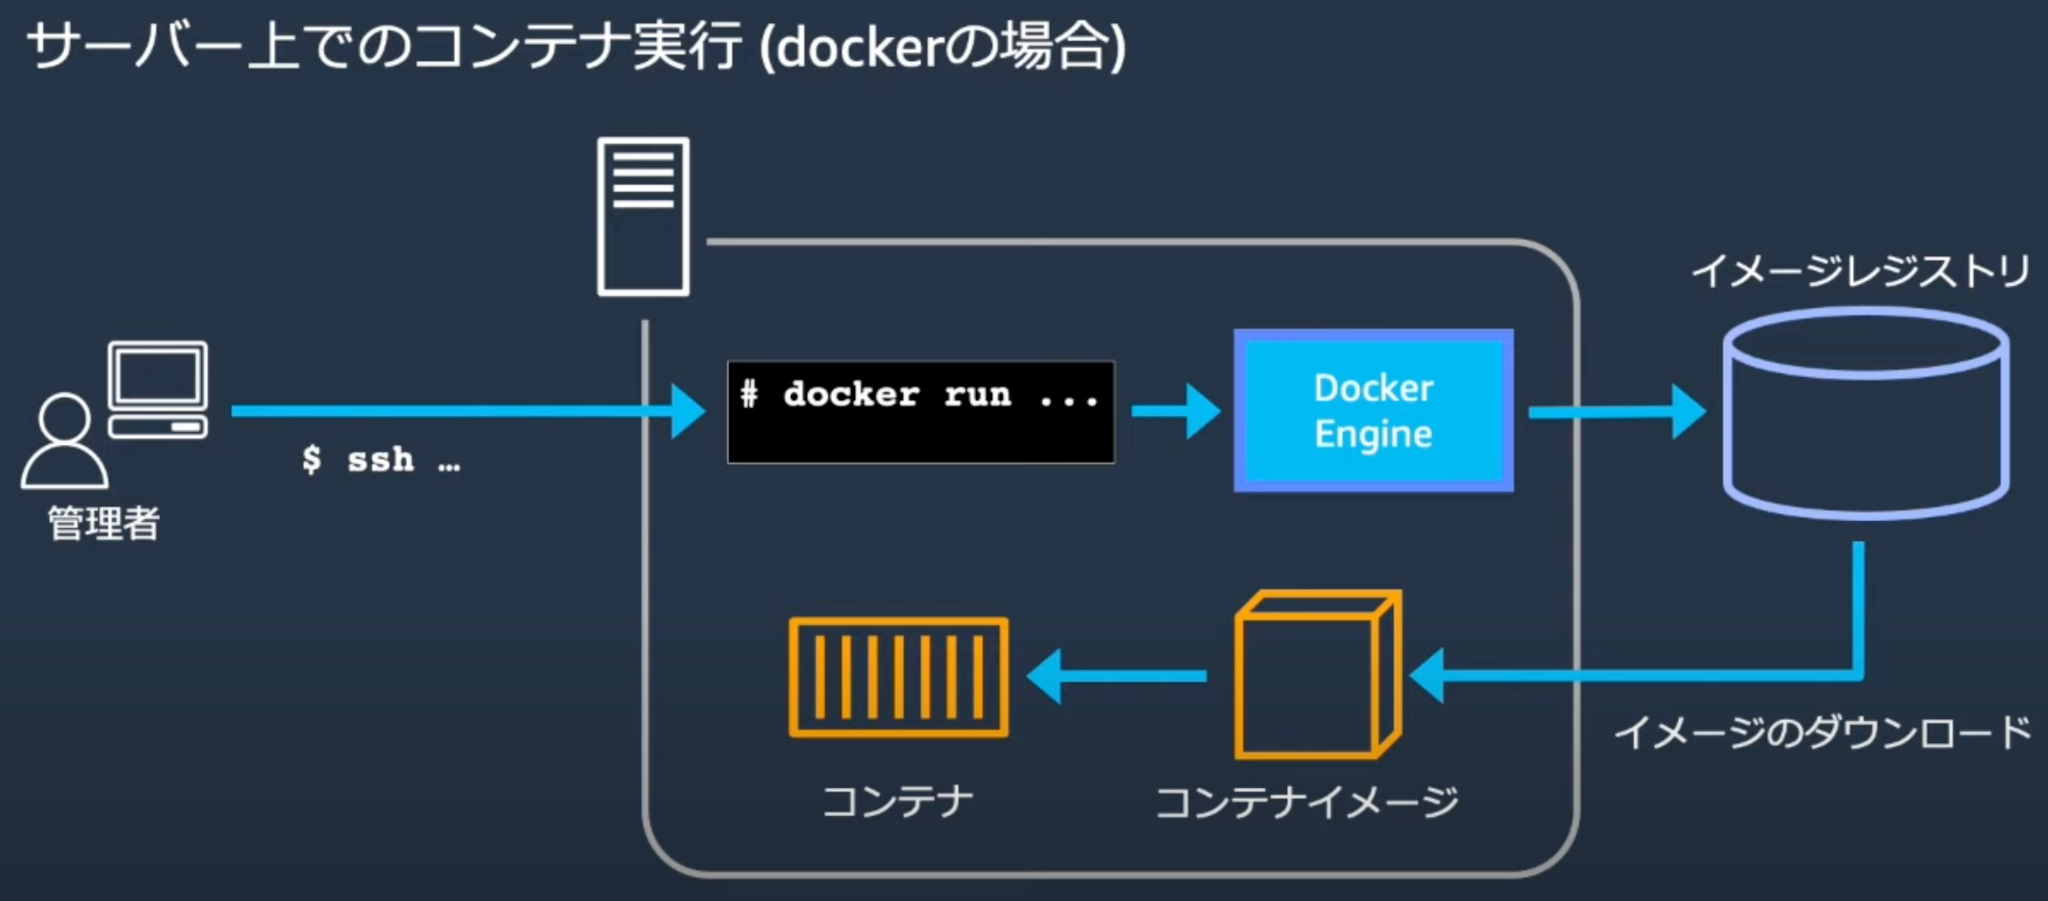 サーバー上でのコンテナ実行 (dockerの場合)
イメージレジストリ
# docker run ...
Docker
Engine
$ ssh …
管理者
イメージのダウンロード
コンテナ
コンテナイメージ